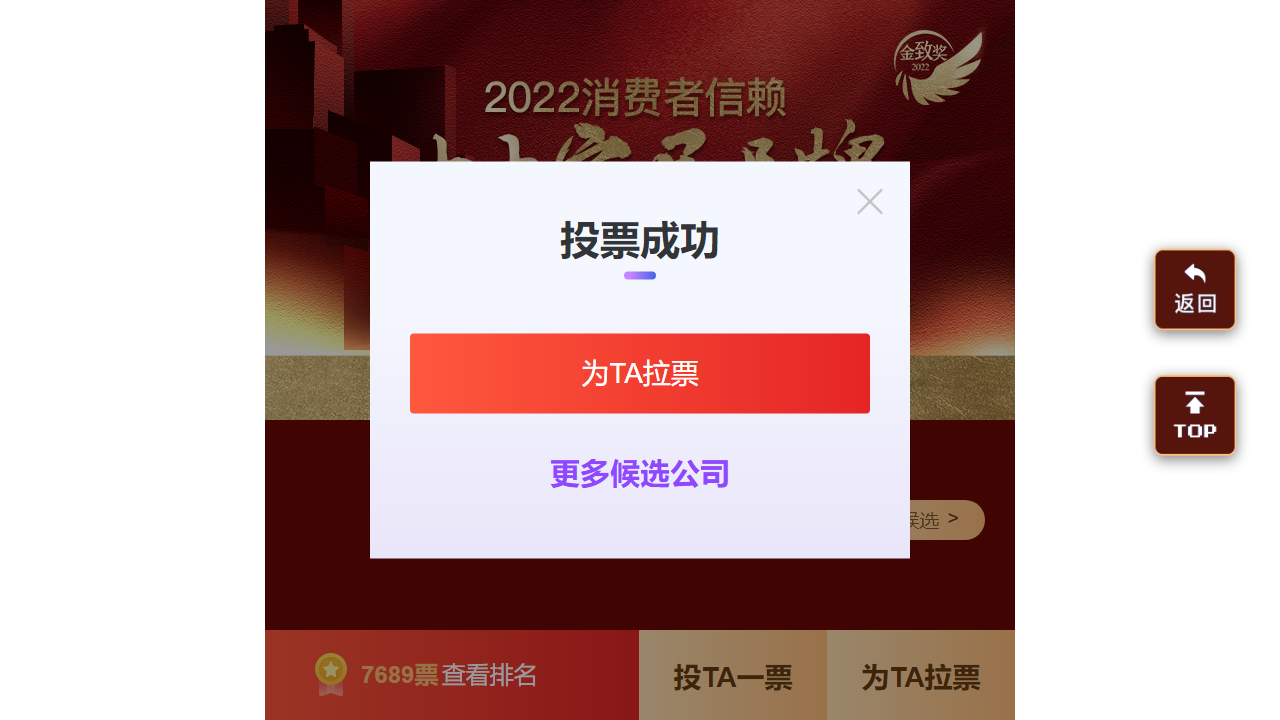 金致奖
2022
2022消费者信赖
投票成功
为TA拉票
更多候选公司
候选 >
返回
TOP
7689票查看排名
投TA一票
为TA拉票